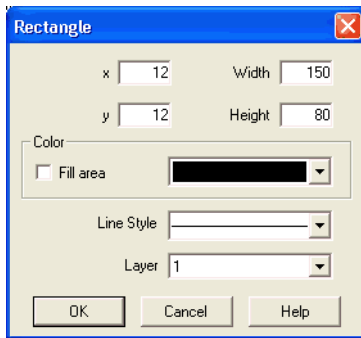 Rectangle
x 12 Width 150
y 12 Height 80
Color
Fill area
Line Style
Layer 1
OK Cancel Help